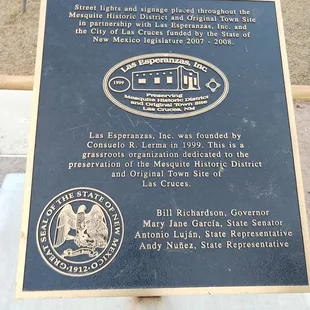 Street lights and signage placed throughout the
Mesquite Historic District and Original Town Site
in partnership with Las Esperanzas, Inc. and
the City of Las Cruces funded by the State of
New Mexico legislature 2007 - 2008.
Las Esperanzas, Inc.
1999
Preserving
Mesquite Historic District
and Original Town Site
Las Cruces, NM
Las Esperanzas, Inc. was founded by
Consuelo R. Lerma in 1999. This is a
grassroots organization dedicated to the
preservation of the Mesquite Historic District
and Original Town Site of
Las Cruces.
GREAT SEAL OF THE STATE OF NEW MEXICO
1912
Bill Richardson, Governor
Mary Jane García, State Senator
Antonio Luján, State Representative
Andy Nuñez, State Representative